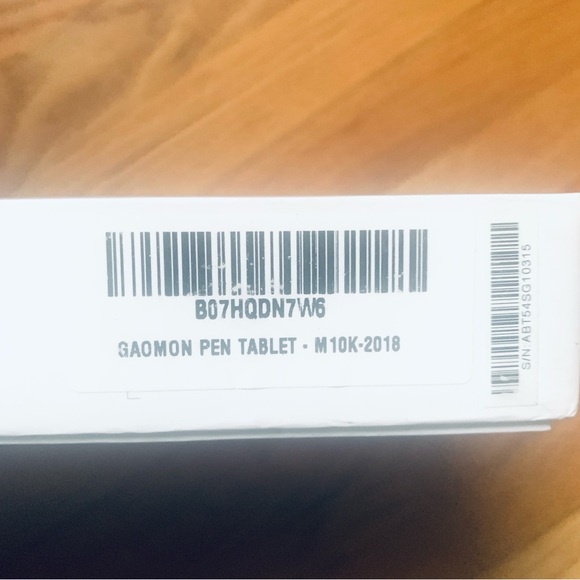 B07HQDN7W6
GAOMON PEN TABLET - M10K-2018
S/N ABT54SG10315